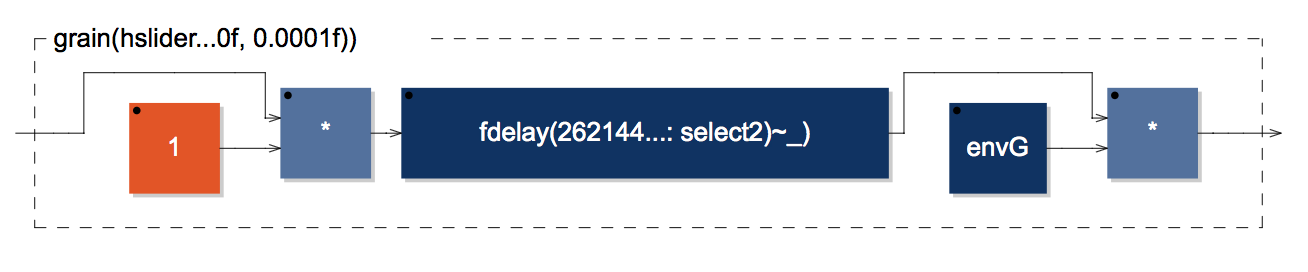 grain(hslider...0f, 0.0001f))
1
*
fdelay(262144...: select2)~_)
envG
*